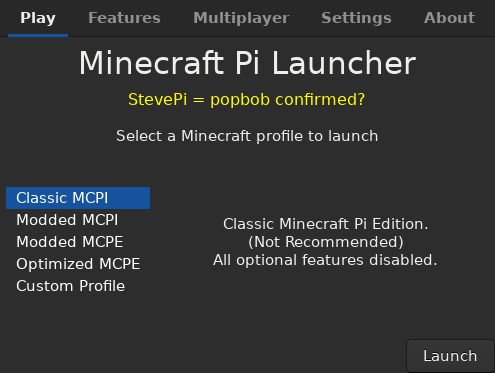 Play Features Multiplayer Settings About
Minecraft Pi Launcher
StevePi = popbob confirmed?
Select a Minecraft profile to launch
Classic MCPI
Modded MCPI
Modded MCPE
Optimized MCPE
Custom Profile
Classic Minecraft Pi Edition.
(Not Recommended)
All optional features disabled.
Launch